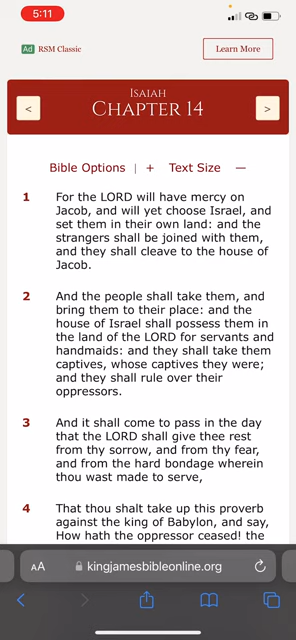 5:11
Ad RSM Classic
Learn More
ISAIAH
< CHAPTER 14 >
Bible Options | + Text Size —
1 For the LORD will have mercy on
Jacob, and will yet choose Israel, and
set them in their own land: and the
strangers shall be joined with them,
and they shall cleave to the house of
Jacob.
2 And the people shall take them, and
bring them to their place: and the
house of Israel shall possess them in
the land of the LORD for servants and
handmaids: and they shall take them
captives, whose captives they were;
and they shall rule over their
oppressors.
3 And it shall come to pass in the day
that the LORD shall give thee rest
from thy sorrow, and from thy fear,
and from the hard bondage wherein
thou wast made to serve,
4 That thou shalt take up this proverb
against the king of Babylon, and say,
How hath the oppressor ceased! the
AA kingjamesbibleonline.org